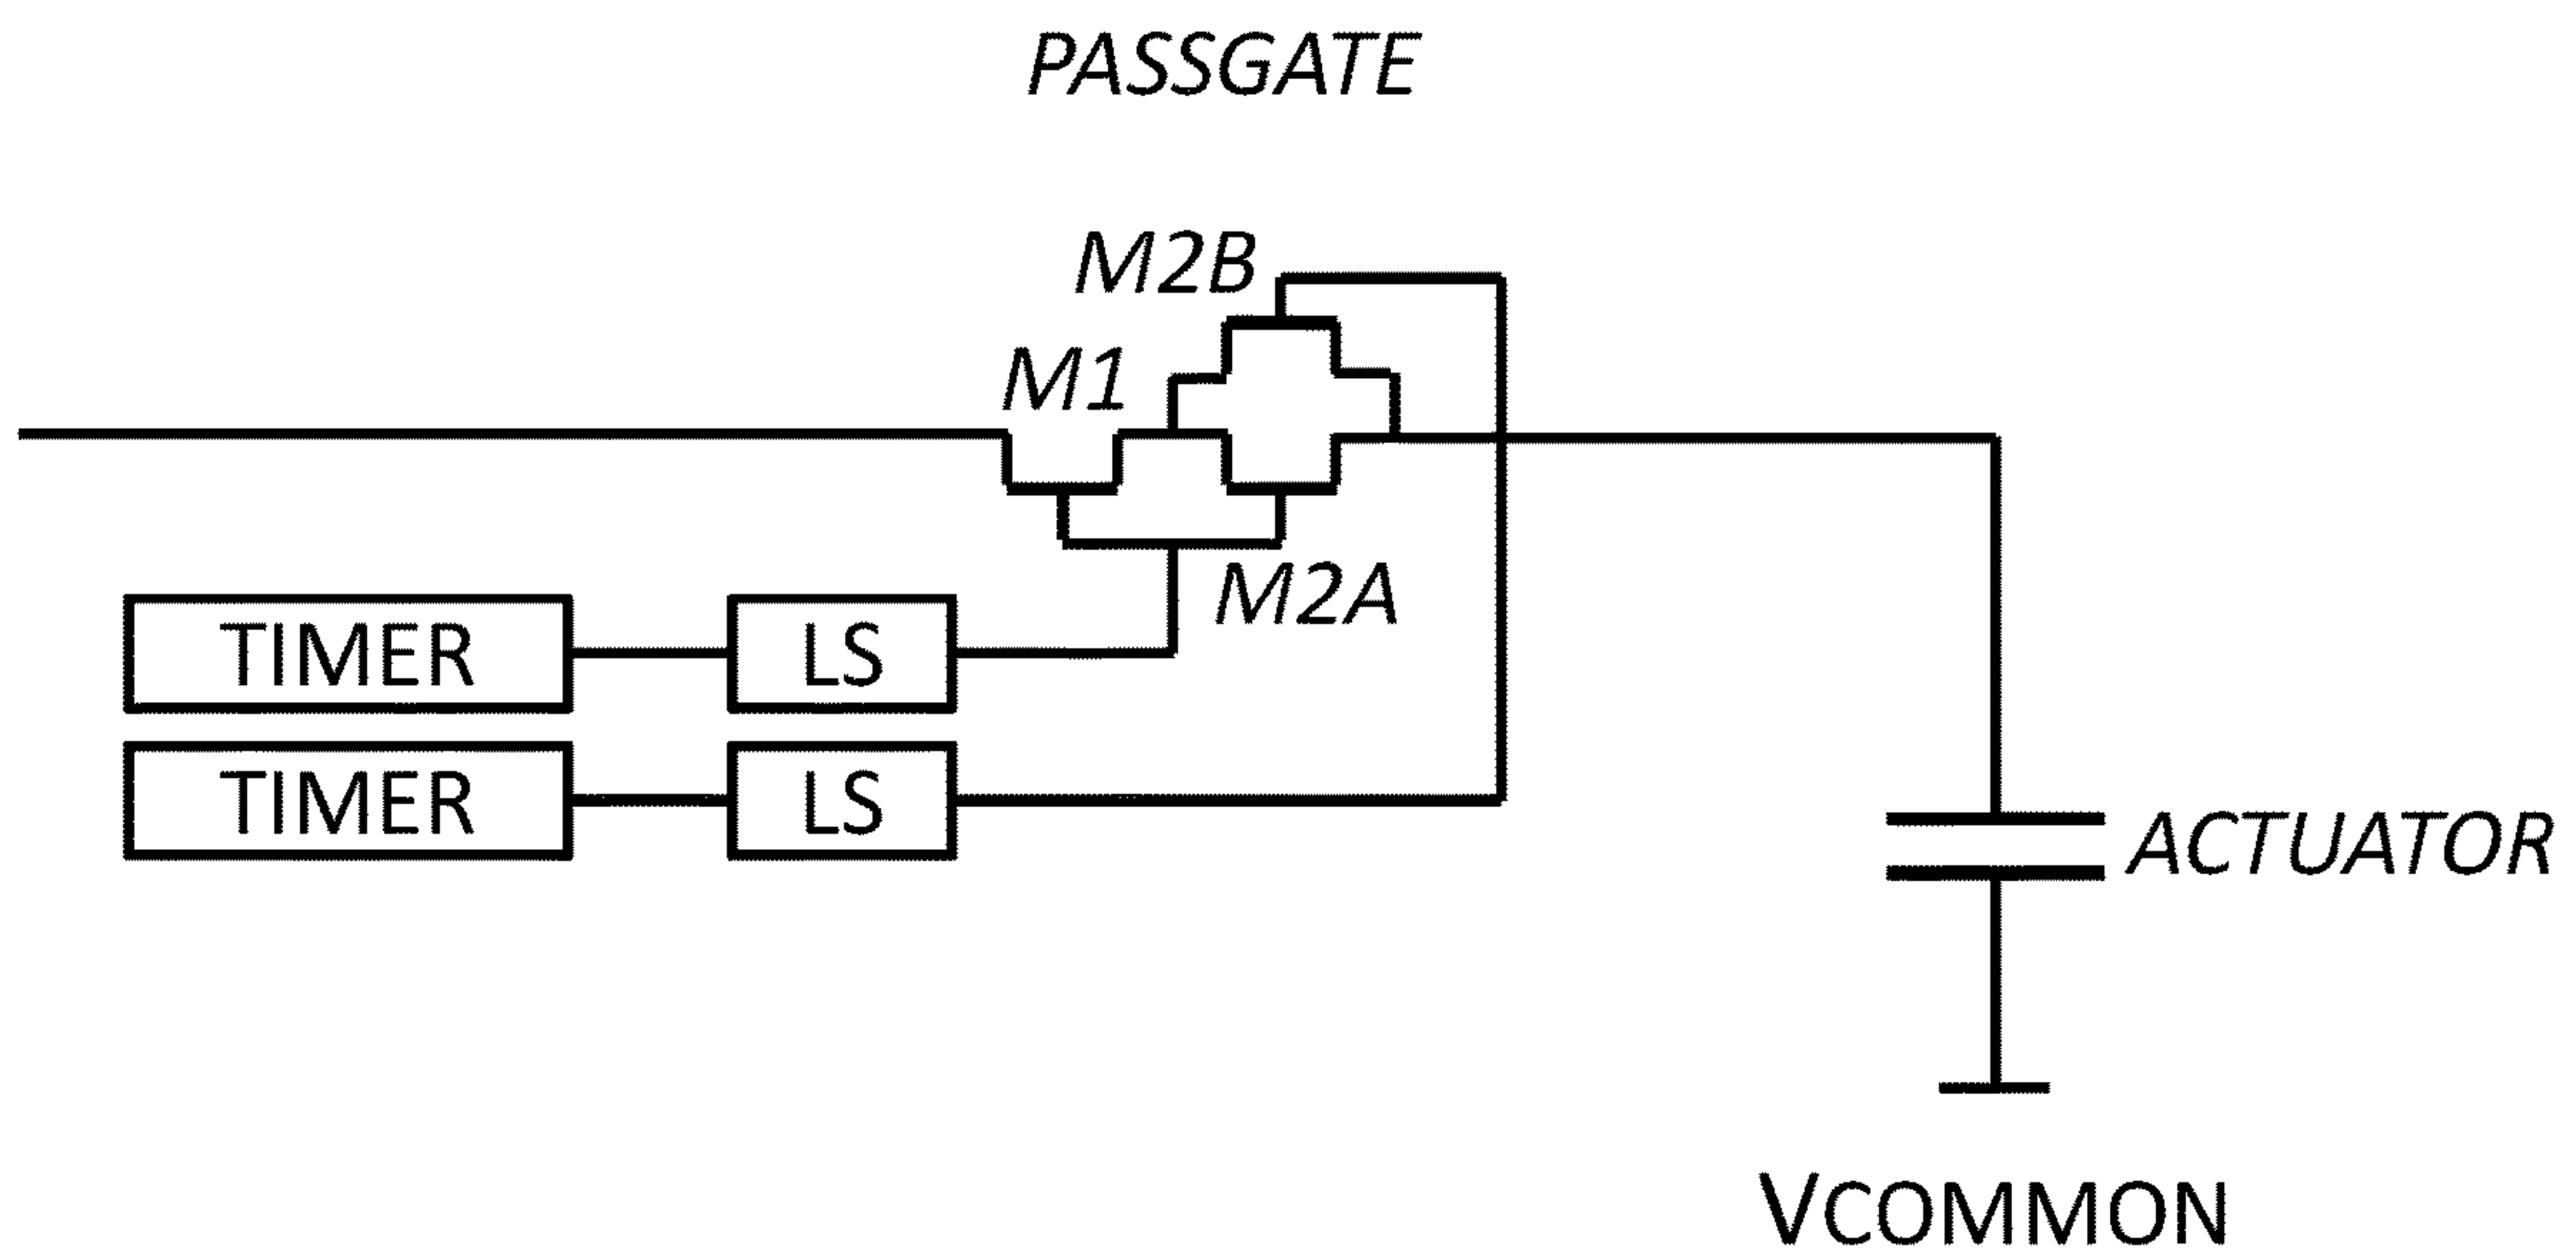 PASSGATE
M2B
M1
M2A
TIMER LS
TIMER LS
ACTUATOR
VCOMMON